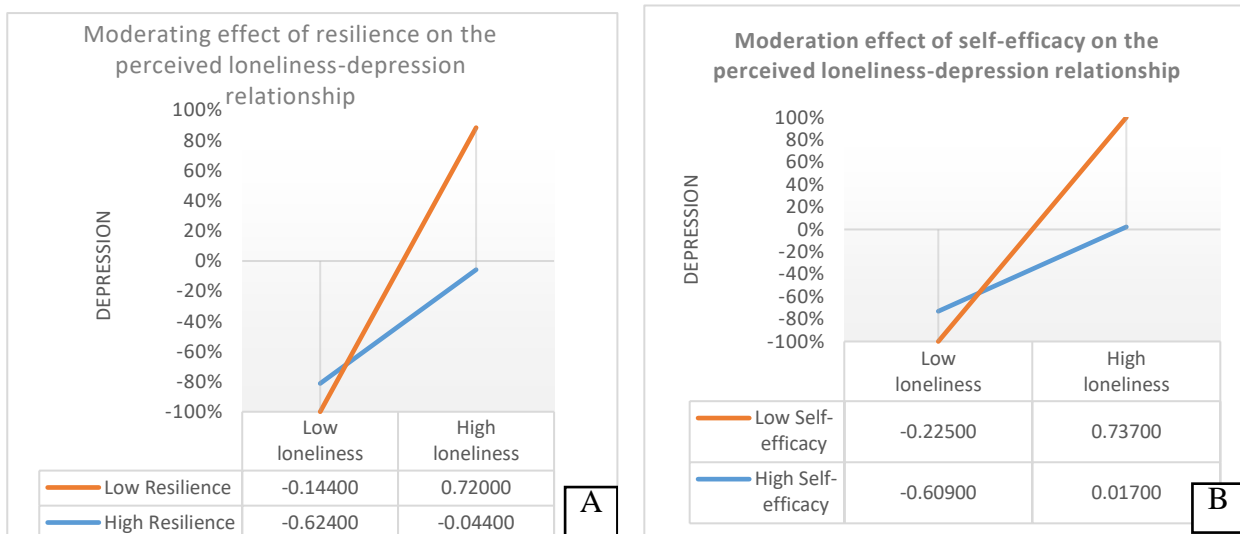 Moderating effect of resilience on the
perceived loneliness-depression
relationship
100%
80%
60%
40%
20%
0%
-20%
-40%
-60%
-80%
-100%
DEPRESSION
Low
loneliness
High
loneliness
Low Resilience -0.14400 0.72000
High Resilience -0.62400 -0.04400
A
Moderation effect of self-efficacy on the
perceived loneliness-depression relationship
100%
80%
60%
40%
20%
0%
-20%
-40%
-60%
-80%
-100%
DEPRESSION
Low
loneliness
High
loneliness
Low Self-
efficacy
-0.22500 0.73700
High Self-
efficacy
-0.60900 0.01700
B